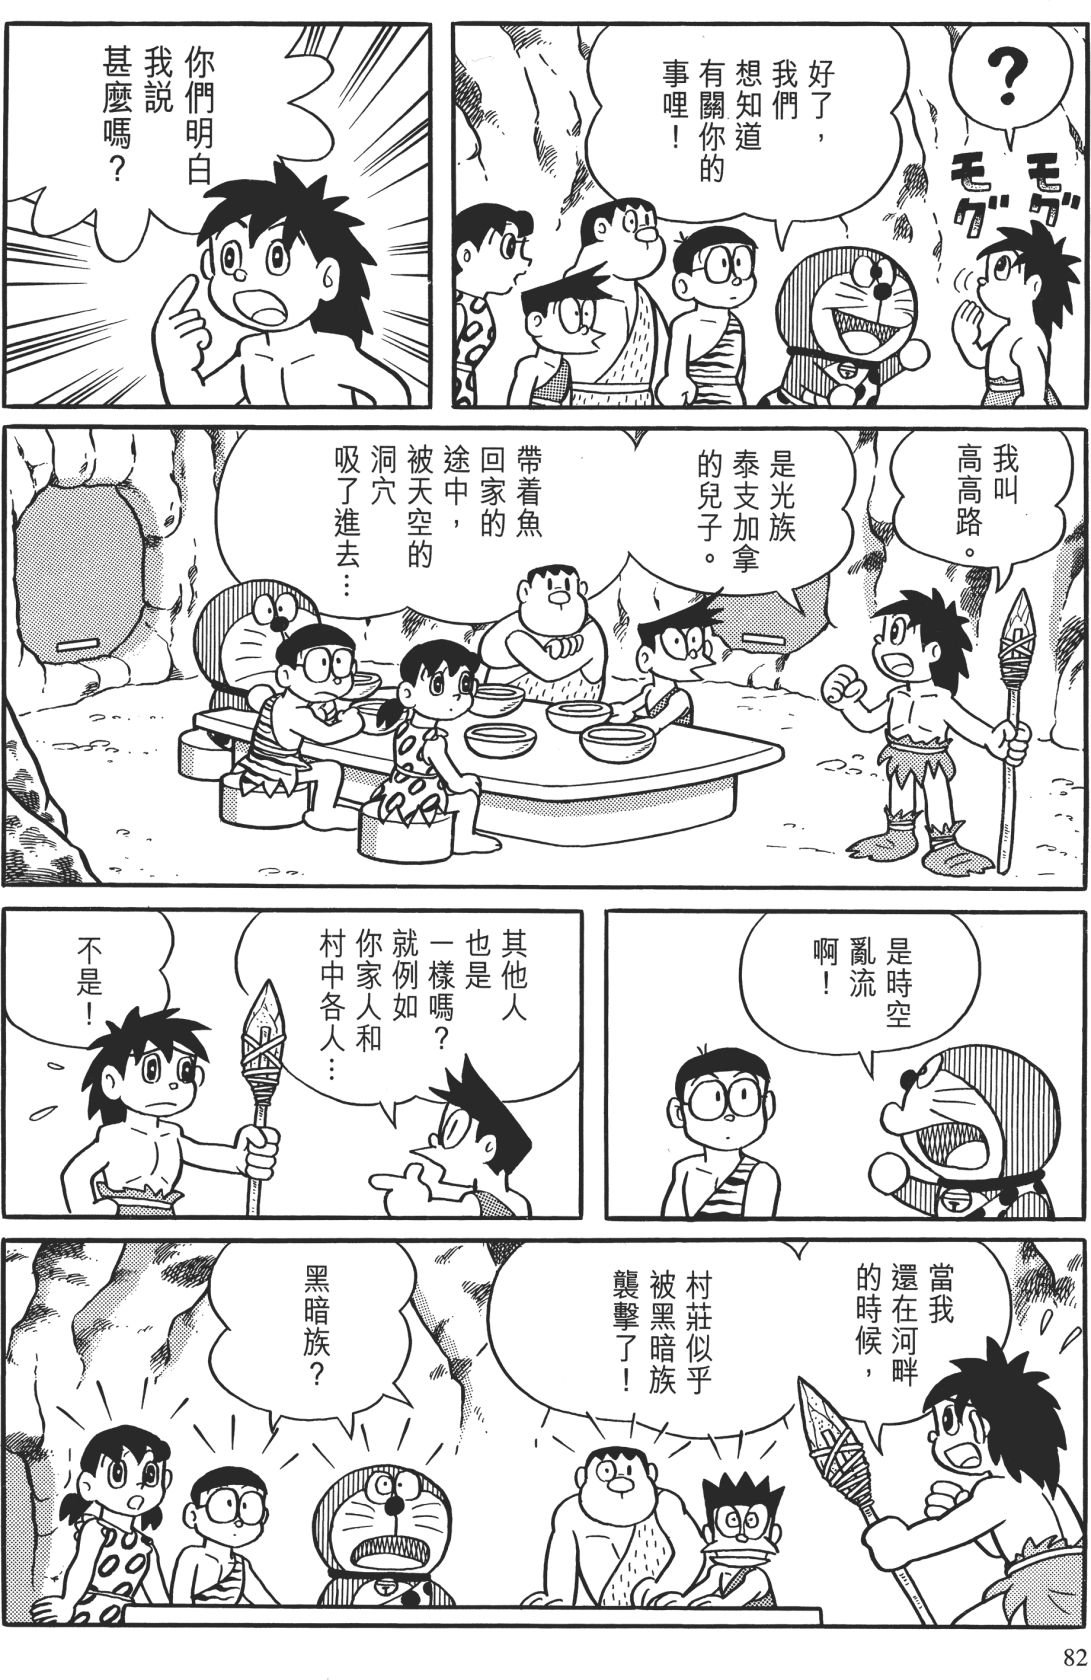 ？
モグ
モグ
好了，
我們
想知道
有關你的
事哩！
你們明白
我説
甚麼嗎？
我叫
高高路。
是光族
泰支加拿
的兒子。
帶着魚
回家的
途中，
被天空的
洞穴
吸了進去…
是時空
亂流
啊！
其他人
也是
一樣嗎？
就例如
你家人和
村中各人…
不是！
當我
還在河畔
的時候，
村莊似乎
被黑暗族
襲擊了！
黑暗族？
82